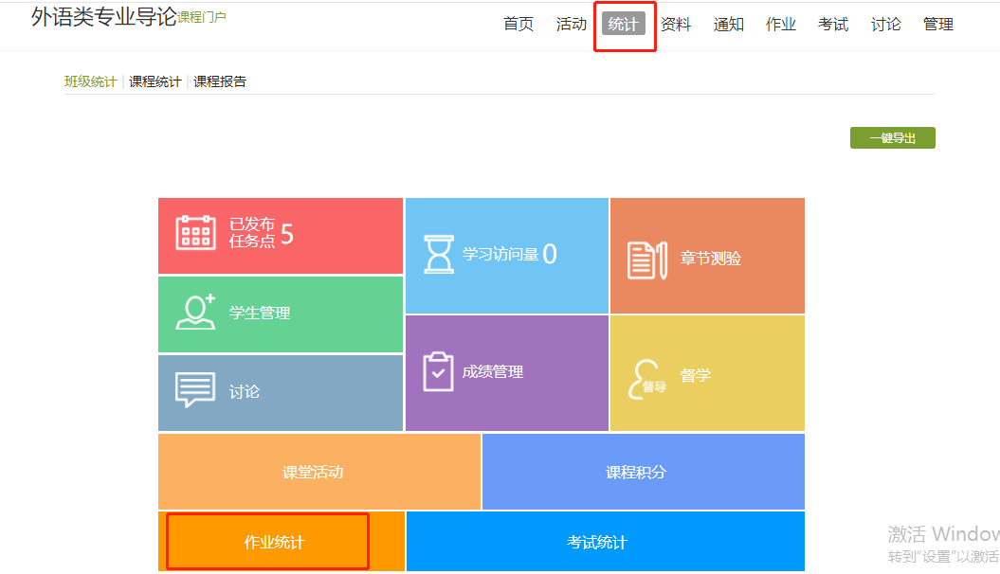 外语类专业导论课程门户
首页 活动 统计 资料 通知 作业 考试 讨论 管理
班级统计 | 课程统计 | 课程报告
一键导出
已发布
任务点 5
学习访问量 0
章节测验
学生管理
成绩管理
督导
督学
讨论
课堂活动
课程积分
作业统计
考试统计
激活 Window
转到"设置"以激活